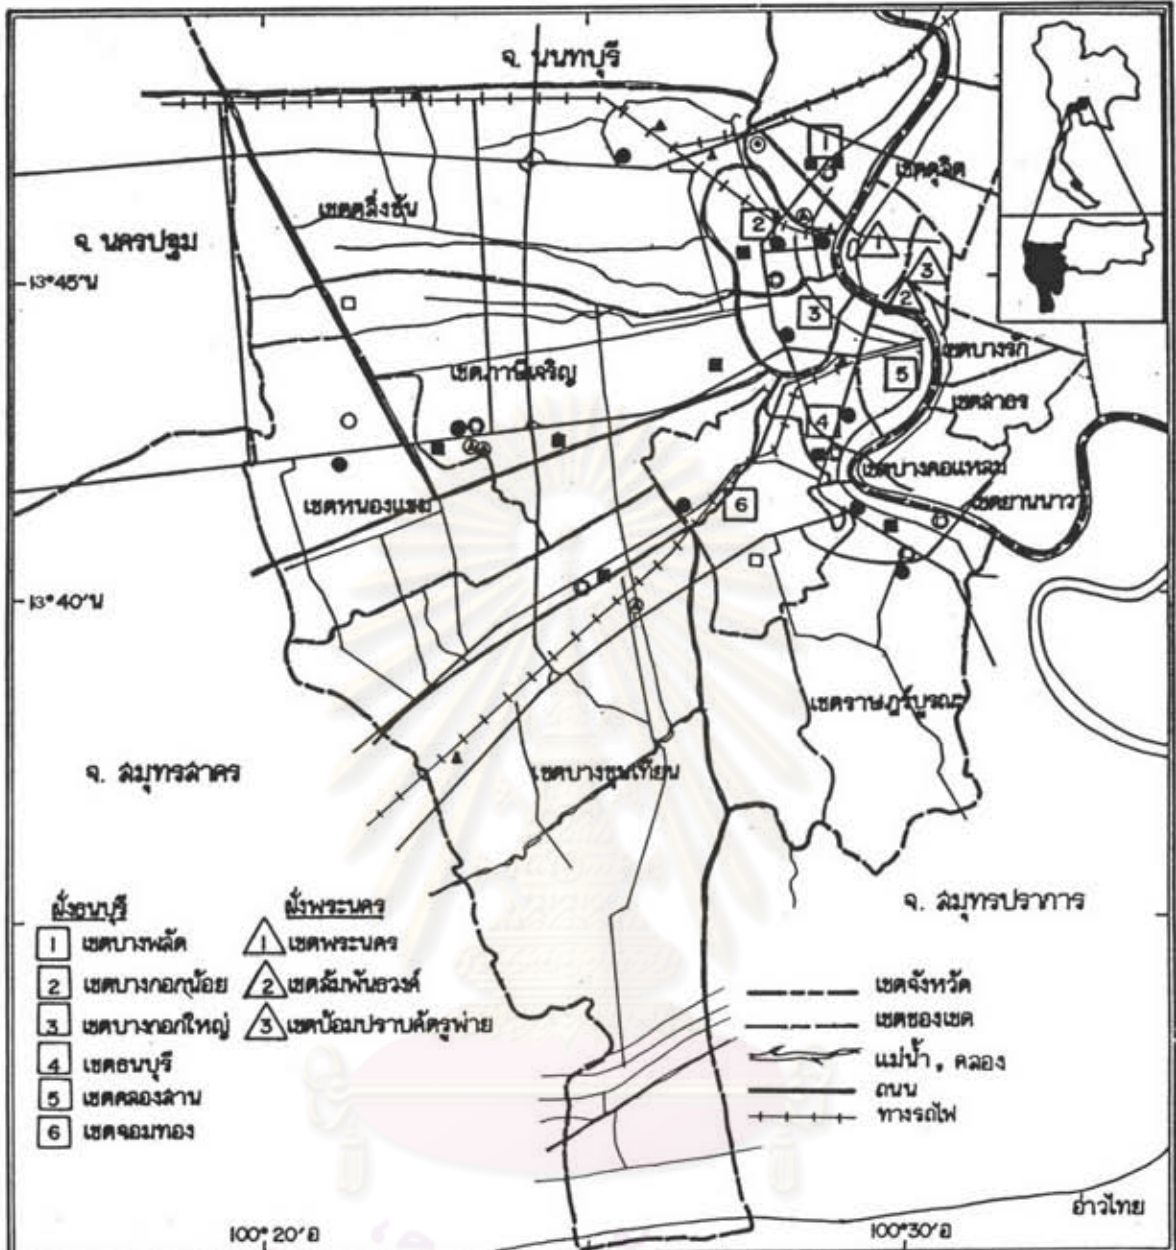 จ. นนทบุรี
1
เขตดุสิต
เขตตลิ่งชัน
2
จ. นครปฐม
1
3
13°45'น
2
3
เขตบางรัก
5
เขตภาษีเจริญ
เขตสาธร
4
เขตบางคอแหลม
เขตหนองแขม
6
เขตยานนาวา
13°40'น
เขตราษฎร์บูรณะ
จ. สมุทรสาคร
เขตบางขุนเทียน
จ. สมุทรปราการ
ฝั่งธนบุรี
1 เขตบางพลัด
2 เขตบางกอกน้อย
3 เขตบางกอกใหญ่
4 เขตธนบุรี
5 เขตคลองสาน
6 เขตจอมทอง
ฝั่งพระนคร
1 เขตพระนคร
2 เขตสัมพันธวงศ์
3 เขตป้อมปราบศัตรูพ่าย
เขตจังหวัด
เขตของเขต
แม่น้ำ , คลอง
ถนน
ทางรถไฟ
อ่าวไทย
100°20'อ
100°30'อ